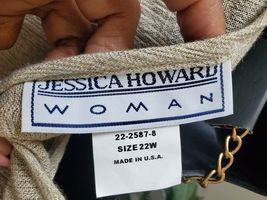 JESSICA HOWARD
WOMAN
22-2587-8
SIZE 22W
MADE IN U.S.A.